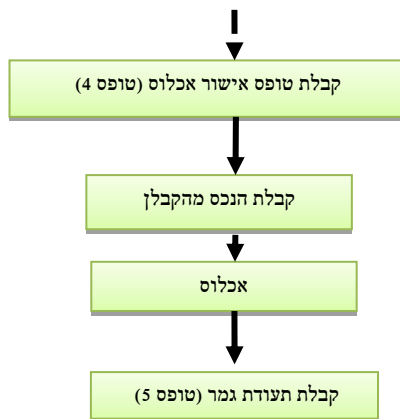 קבלת טופס אישור אכלוס (טופס 4)
קבלת הנכס מהקבלן
אכלוס
קבלת תעודת גמר (טופס 5)